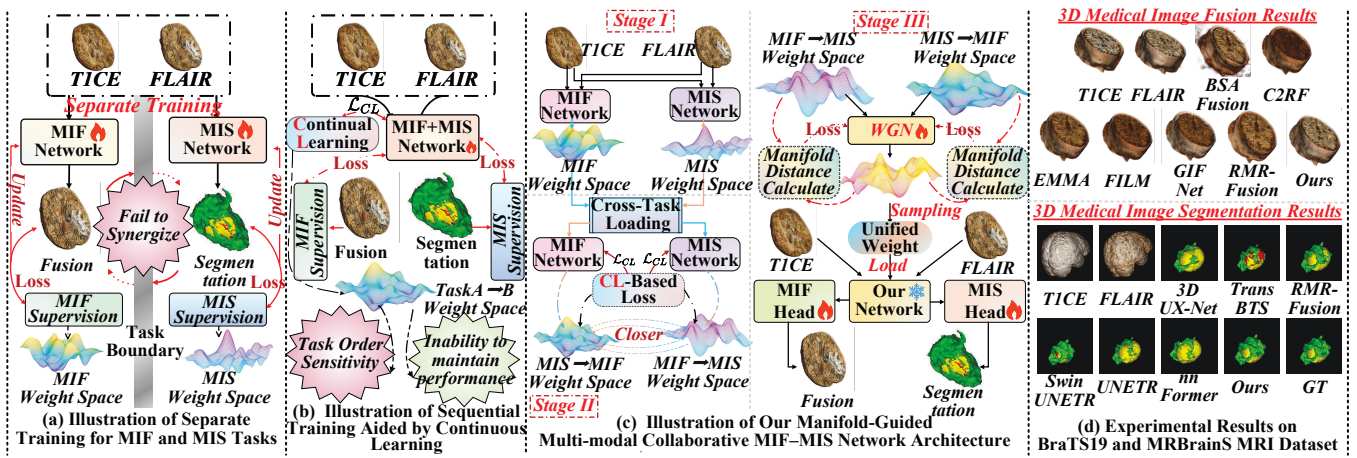 T1CE
FLAIR
Separate Training
MIF
Network
MIS
Network
Update
Update
Fail to
Synergize
Fusion
Segmen
tation
Loss
Loss
MIF
Supervision
MIS
Supervision
Task
Boundary
MIF
Weight Space
MIS
Weight Space
(a) Illustration of Separate
Training for MIF and MIS Tasks
T1CE
FLAIR
ℒCL
Continual
Learning
MIF+MIS
Network
Loss
Loss
MIF
Supervision
MIS
Supervision
Fusion
Segmen
tation
TaskA →B
Weight Space
Task Order
Sensitivity
Inability to
maintain
performance
(b) Illustration of Sequential
Training Aided by Continuous
Learning
Stage I
T1CE
FLAIR
MIF
Network
MIS
Network
MIF
Weight Space
MIS
Weight Space
Cross-Task
Loading
MIF
Network
ℒCL
ℒCL
MIS
Network
CL-Based
Loss
Closer
MIS →MIF
Weight Space
MIF →MIS
Weight Space
Stage II
Stage III
MIF →MIS
Weight Space
MIS →MIF
Weight Space
Loss
WGN
Loss
Manifold
Distance
Calculate
Manifold
Distance
Calculate
Sampling
Unified
Weight
T1CE
FLAIR
Load
MIF
Head
Our
Network
MIS
Head
Fusion
Segmen
tation
(c) Illustration of Our Manifold-Guided
Multi-modal Collaborative MIF–MIS Network Architecture
3D Medical Image Fusion Results
T1CE
FLAIR
BSA
Fusion
C2RF
EMMA
FILM
GIF
Net
RMR-
Fusion
Ours
3D Medical Image Segmentation Results
T1CE
FLAIR
3D
UX-Net
Trans
BTS
RMR-
Fusion
Swin
UNETR
UNETR
nn
Former
Ours
GT
(d) Experimental Results on
BraTS19 and MRBrainS MRI Dataset